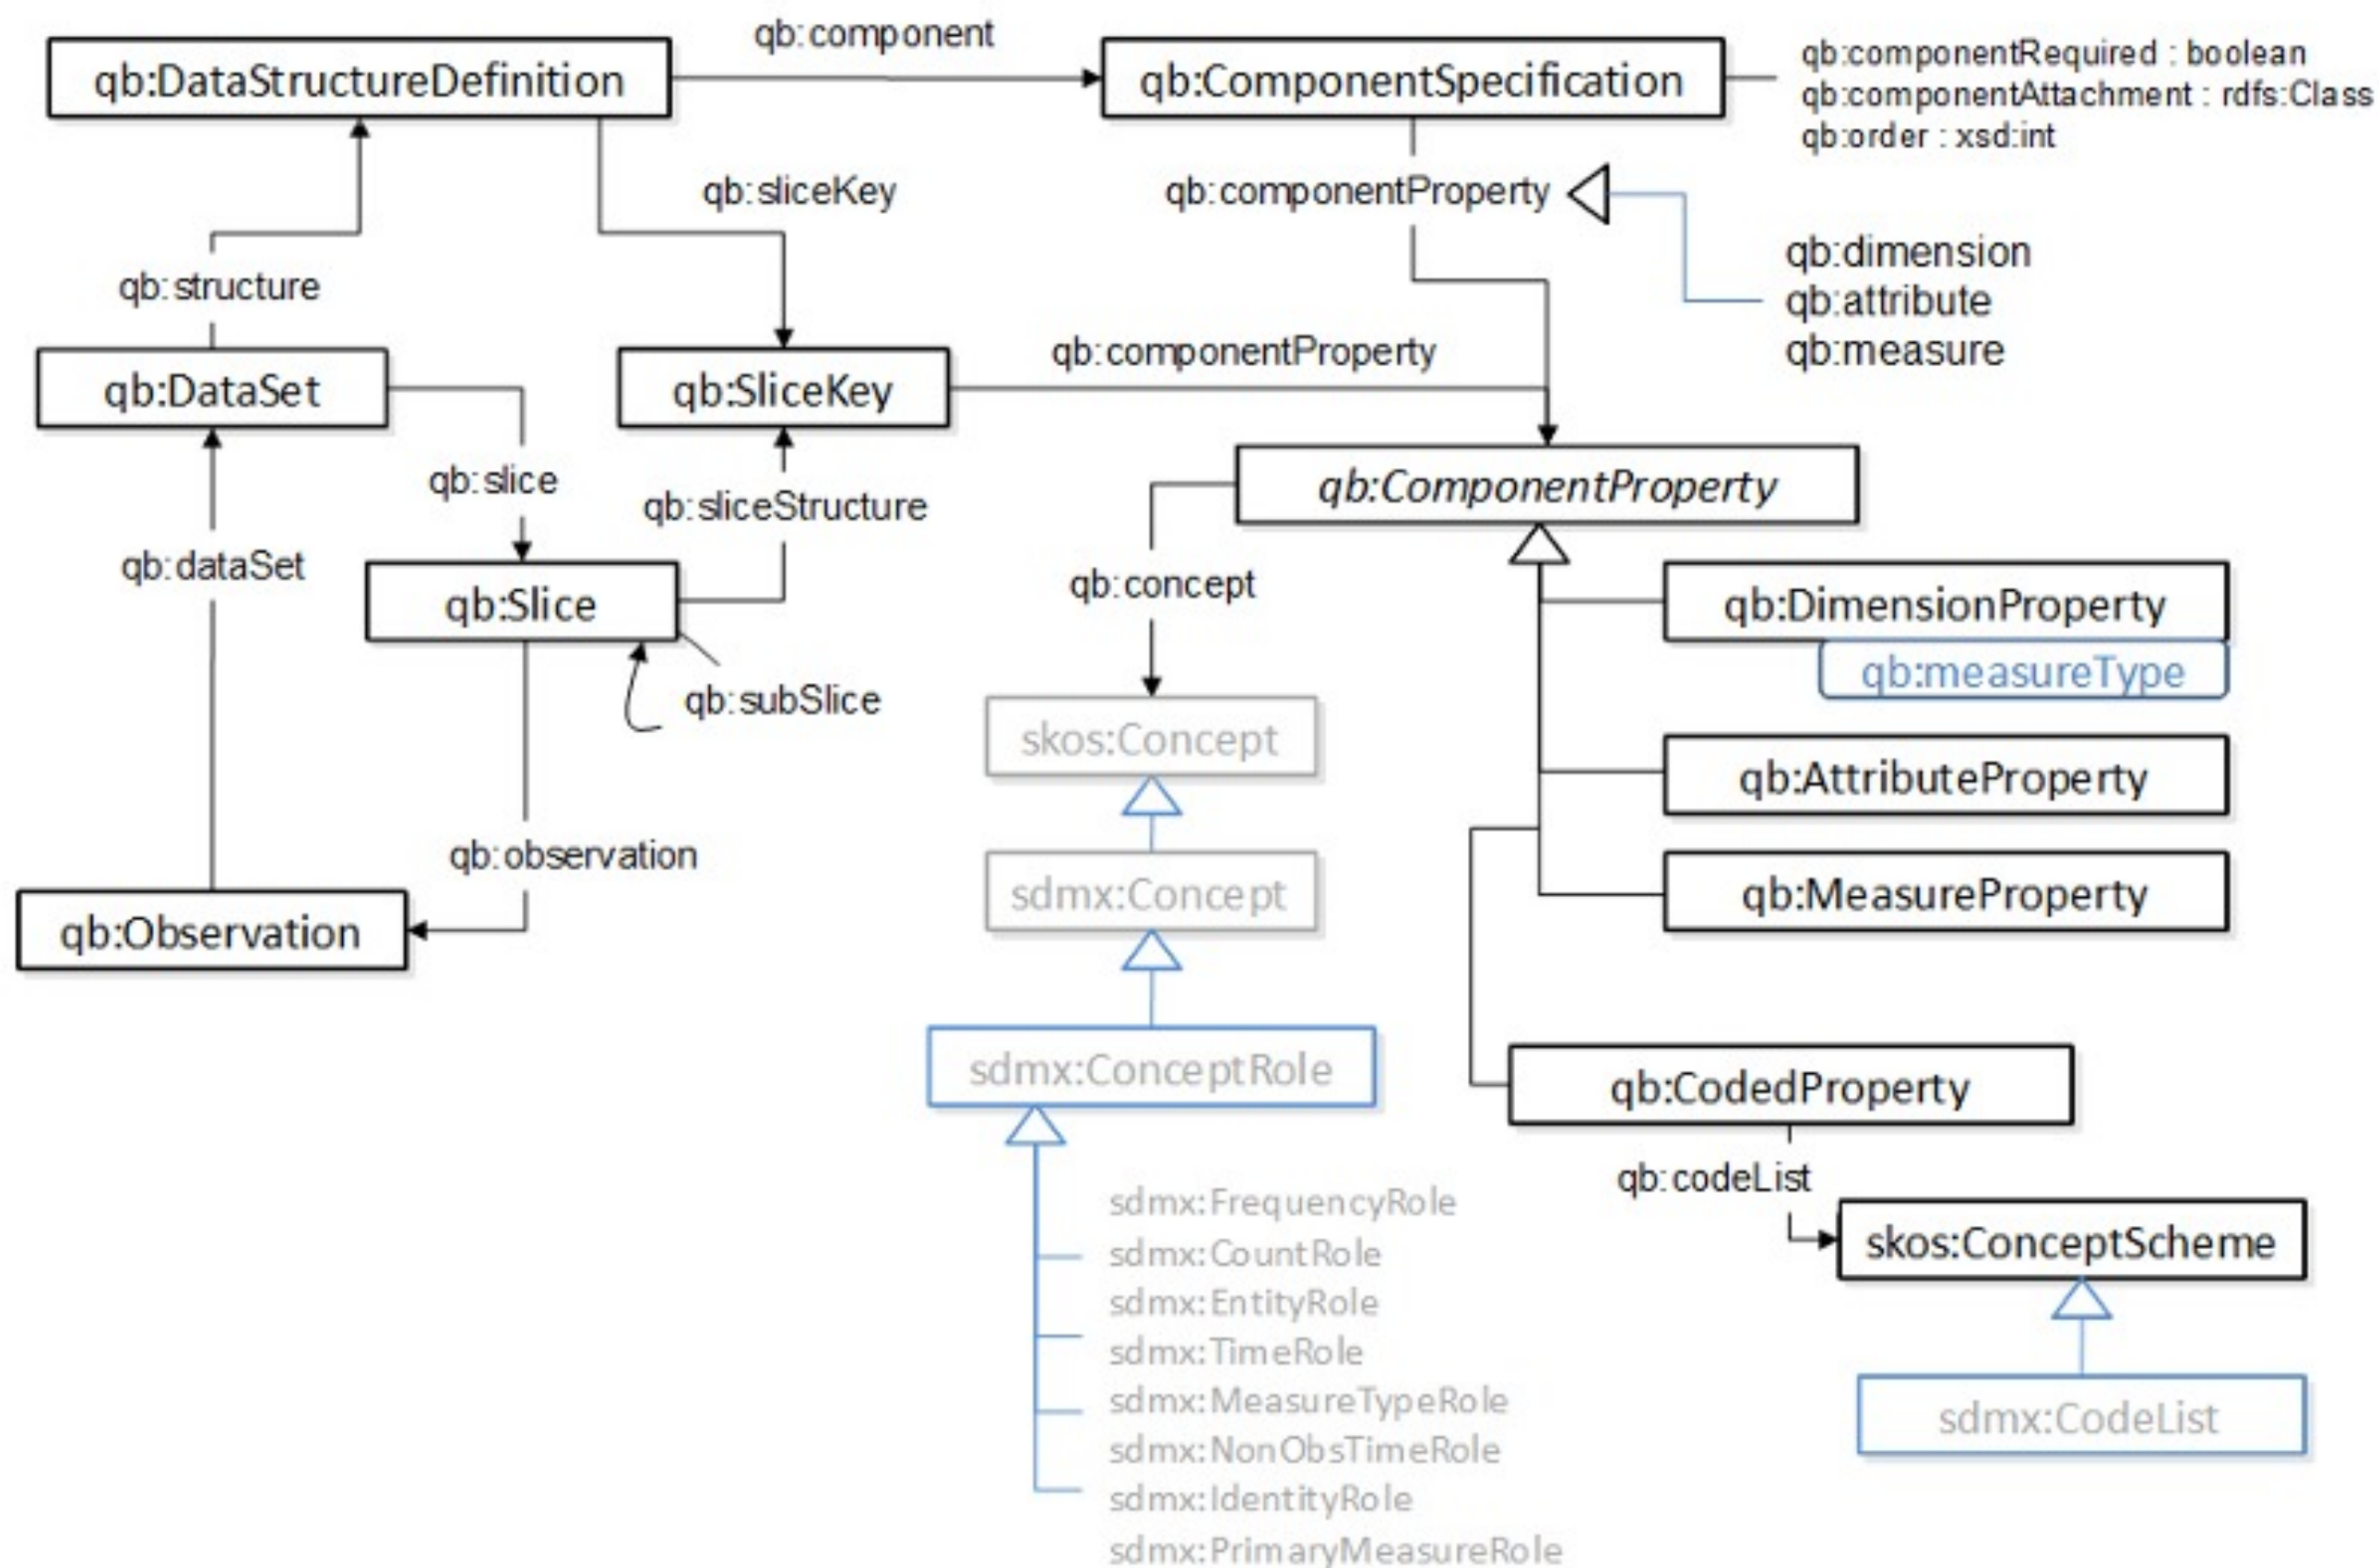 qb:component
qb:DataStructureDefinition
qb:ComponentSpecification
qb:componentRequired : boolean
qb:componentAttachment : rdfs:Class
qb:order : xsd:int
qb:sliceKey
qb:componentProperty
qb:dimension
qb:attribute
qb:measure
qb:structure
qb:componentProperty
qb:DataSet
qb:SliceKey
qb:slice
qb:sliceStructure
qb:ComponentProperty
qb:dataSet
qb:concept
qb:Slice
qb:DimensionProperty
qb:measureType
qb:subSlice
skos:Concept
qb:AttributeProperty
qb:observation
sdmx:Concept
qb:MeasureProperty
qb:Observation
sdmx:ConceptRole
qb:CodedProperty
qb:codeList
skos:ConceptScheme
sdmx:FrequencyRole
sdmx:CountRole
sdmx:EntityRole
sdmx:TimeRole
sdmx:MeasureTypeRole
sdmx:NonObsTimeRole
sdmx:IdentityRole
sdmx:PrimaryMeasureRole
sdmx:CodeList